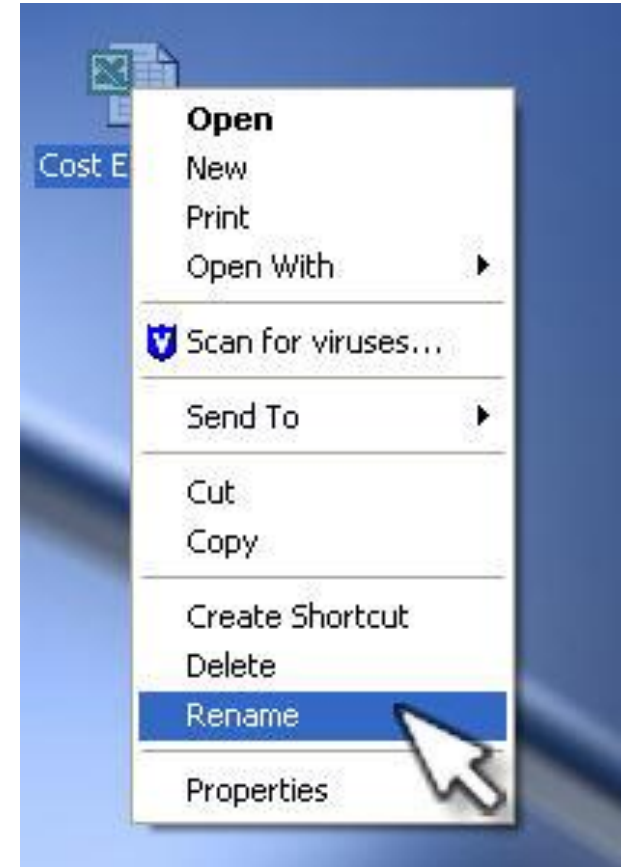 Cost E
Open
New
Print
Open With
Scan for viruses...
Send To
Cut
Copy
Create Shortcut
Delete
Rename
Properties